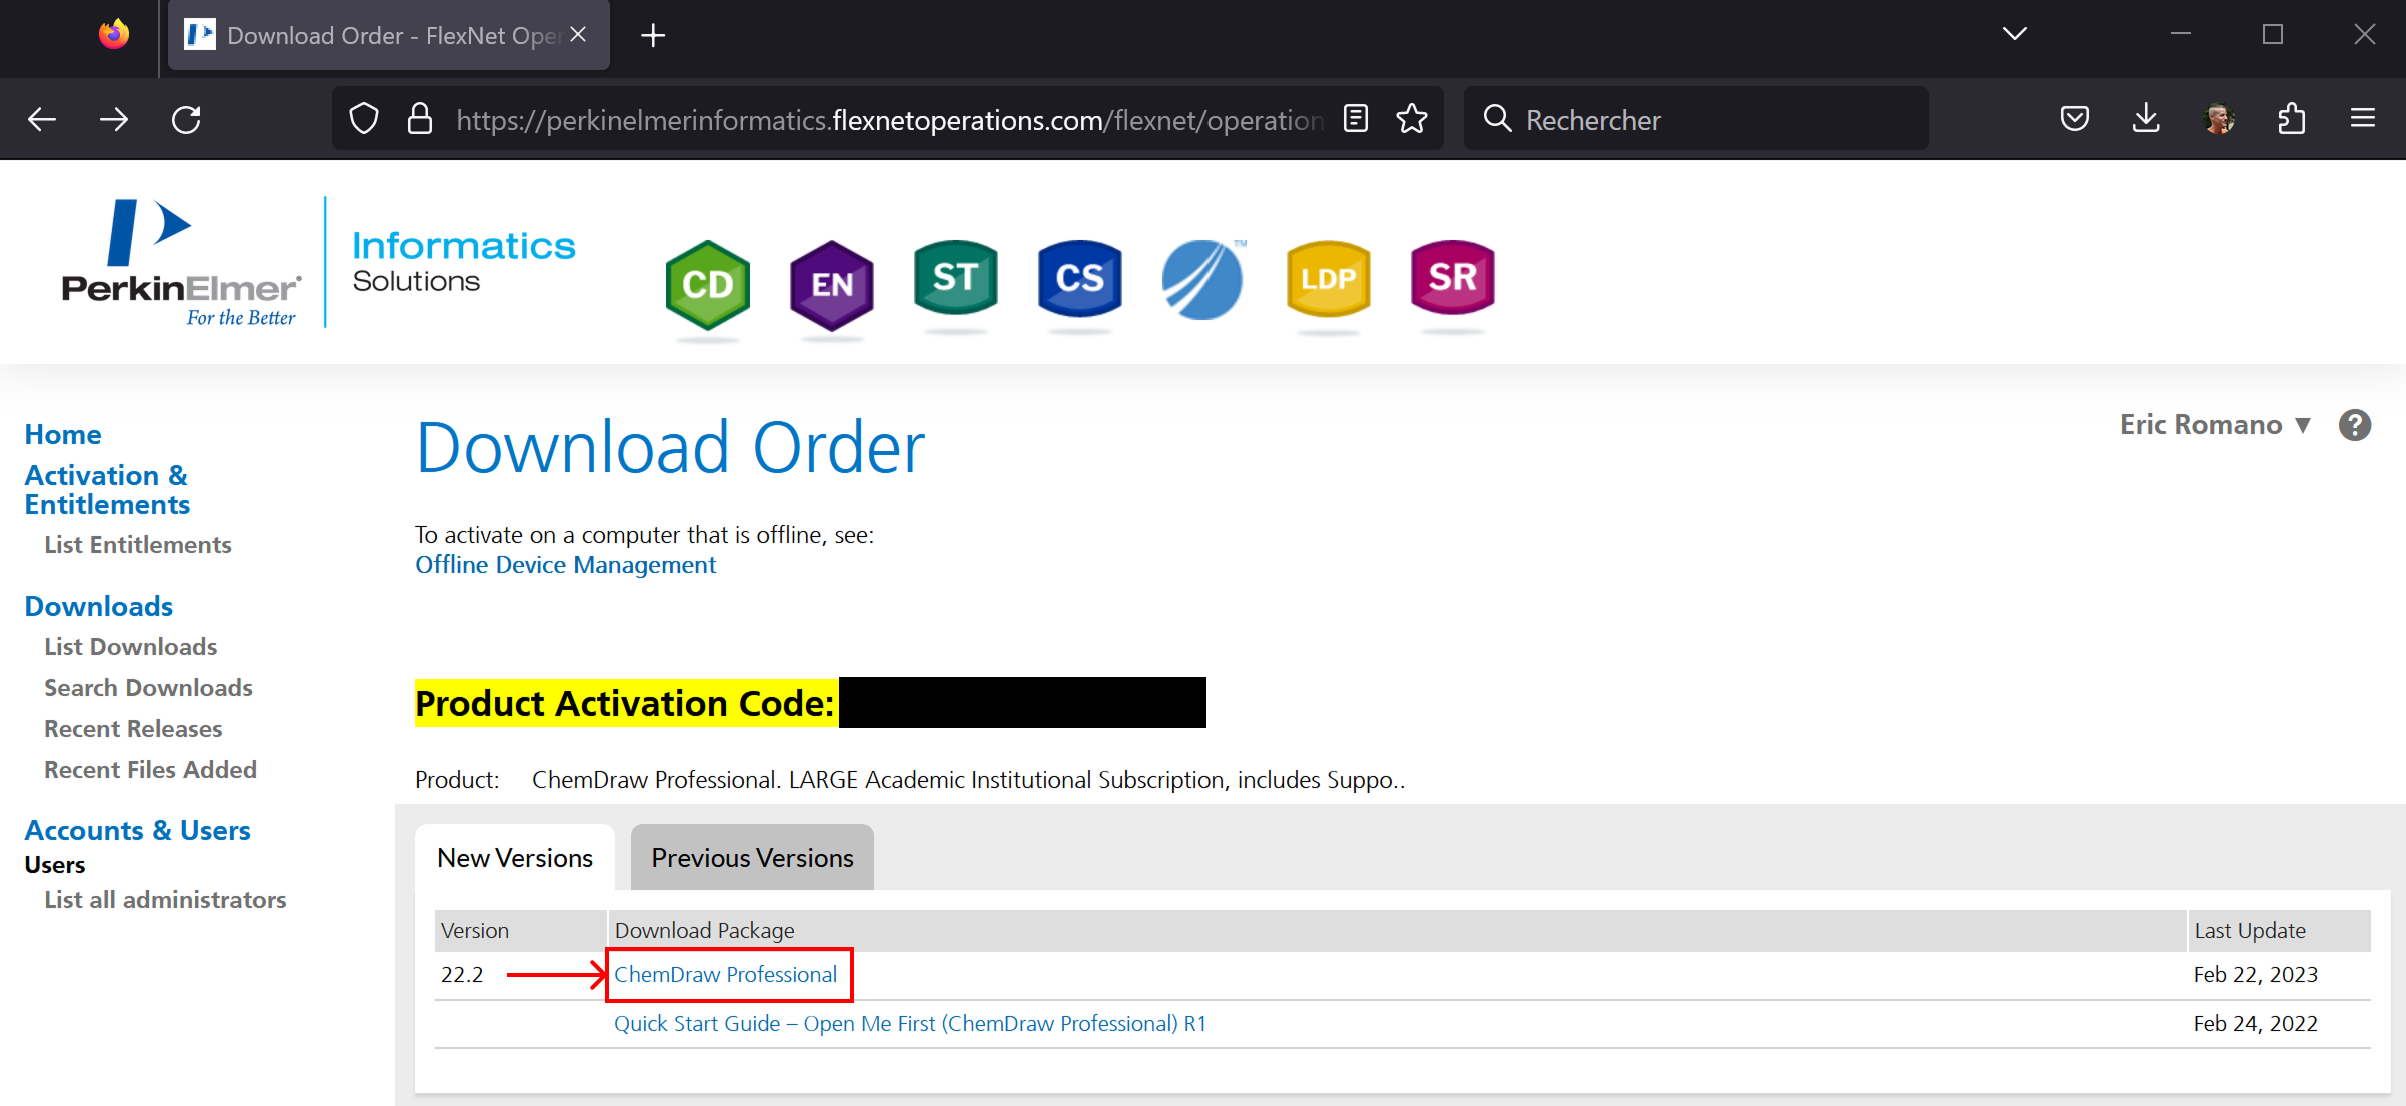 Download Order - FlexNet Ope
https://perkinelmerinformatics.flexnetoperations.com/flexnet/operation
Rechercher
PerkinElmer®
For the Better
Informatics
Solutions
CD
EN
ST
CS
TM
LDP
SR
Home
Activation &
Entitlements
List Entitlements
Downloads
List Downloads
Search Downloads
Recent Releases
Recent Files Added
Accounts & Users
Users
List all administrators
Download Order
Eric Romano ▼ ?
To activate on a computer that is offline, see:
Offline Device Management
Product Activation Code:
Product: ChemDraw Professional. LARGE Academic Institutional Subscription, includes Suppo..
New Versions Previous Versions
Version Download Package Last Update
22.2 ChemDraw Professional Feb 22, 2023
Quick Start Guide – Open Me First (ChemDraw Professional) R1 Feb 24, 2022